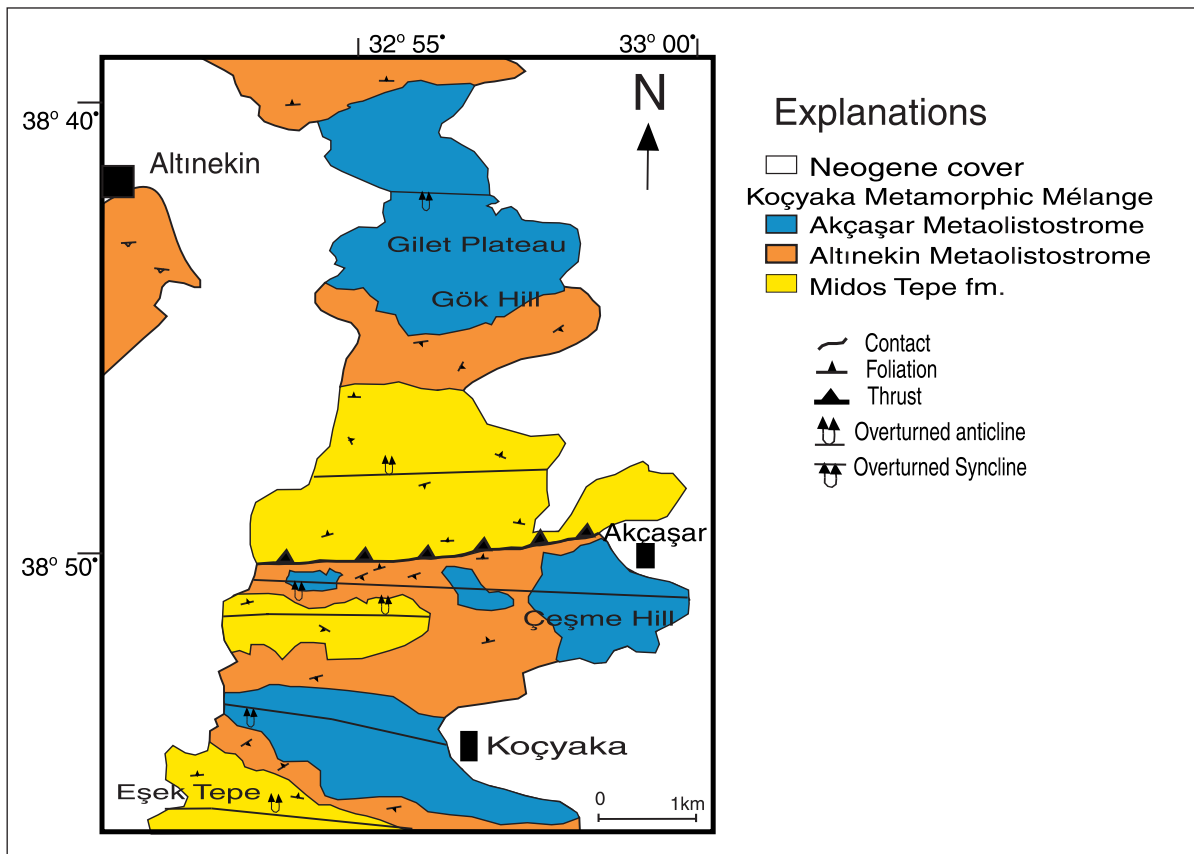 32° 55'
33° 00'
38° 40'
N
Altınekin
Gilet Plateau
Gök Hill
Akçaşar
38° 50'
Çeşme Hill
Koçyaka
Eşek Tepe
0 1km
Explanations
Neogene cover
Koçyaka Metamorphic Mélange
Akçaşar Metaolistostrome
Altınekin Metaolistostrome
Midos Tepe fm.
Contact
Foliation
Thrust
Overturned anticline
Overturned Syncline